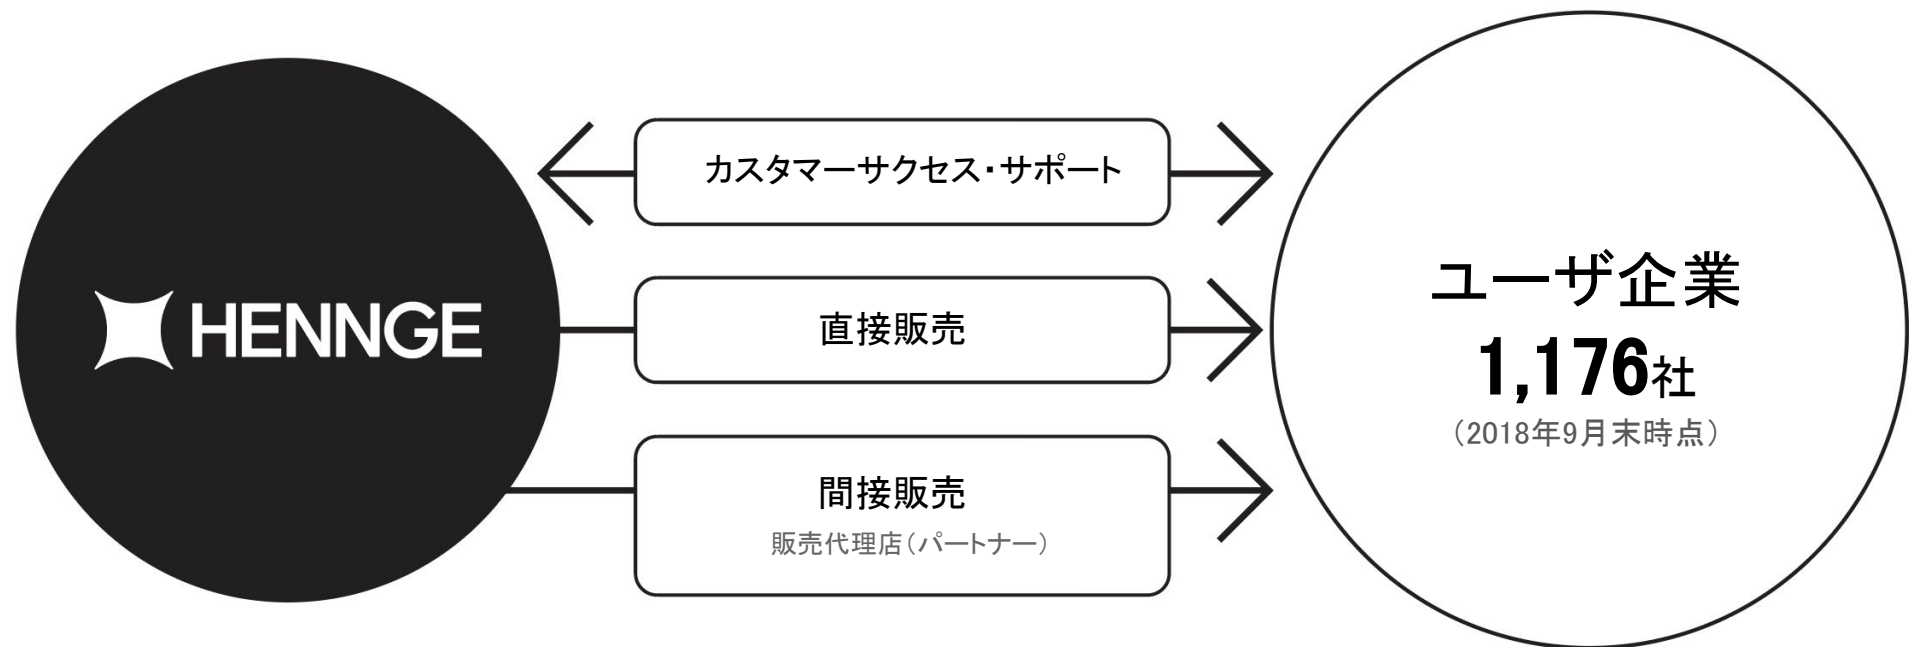 HENNGE
カスタマーサクセス・サポート
直接販売
間接販売
販売代理店（パートナー）
ユーザ企業
1,176社
（2018年9月末時点）